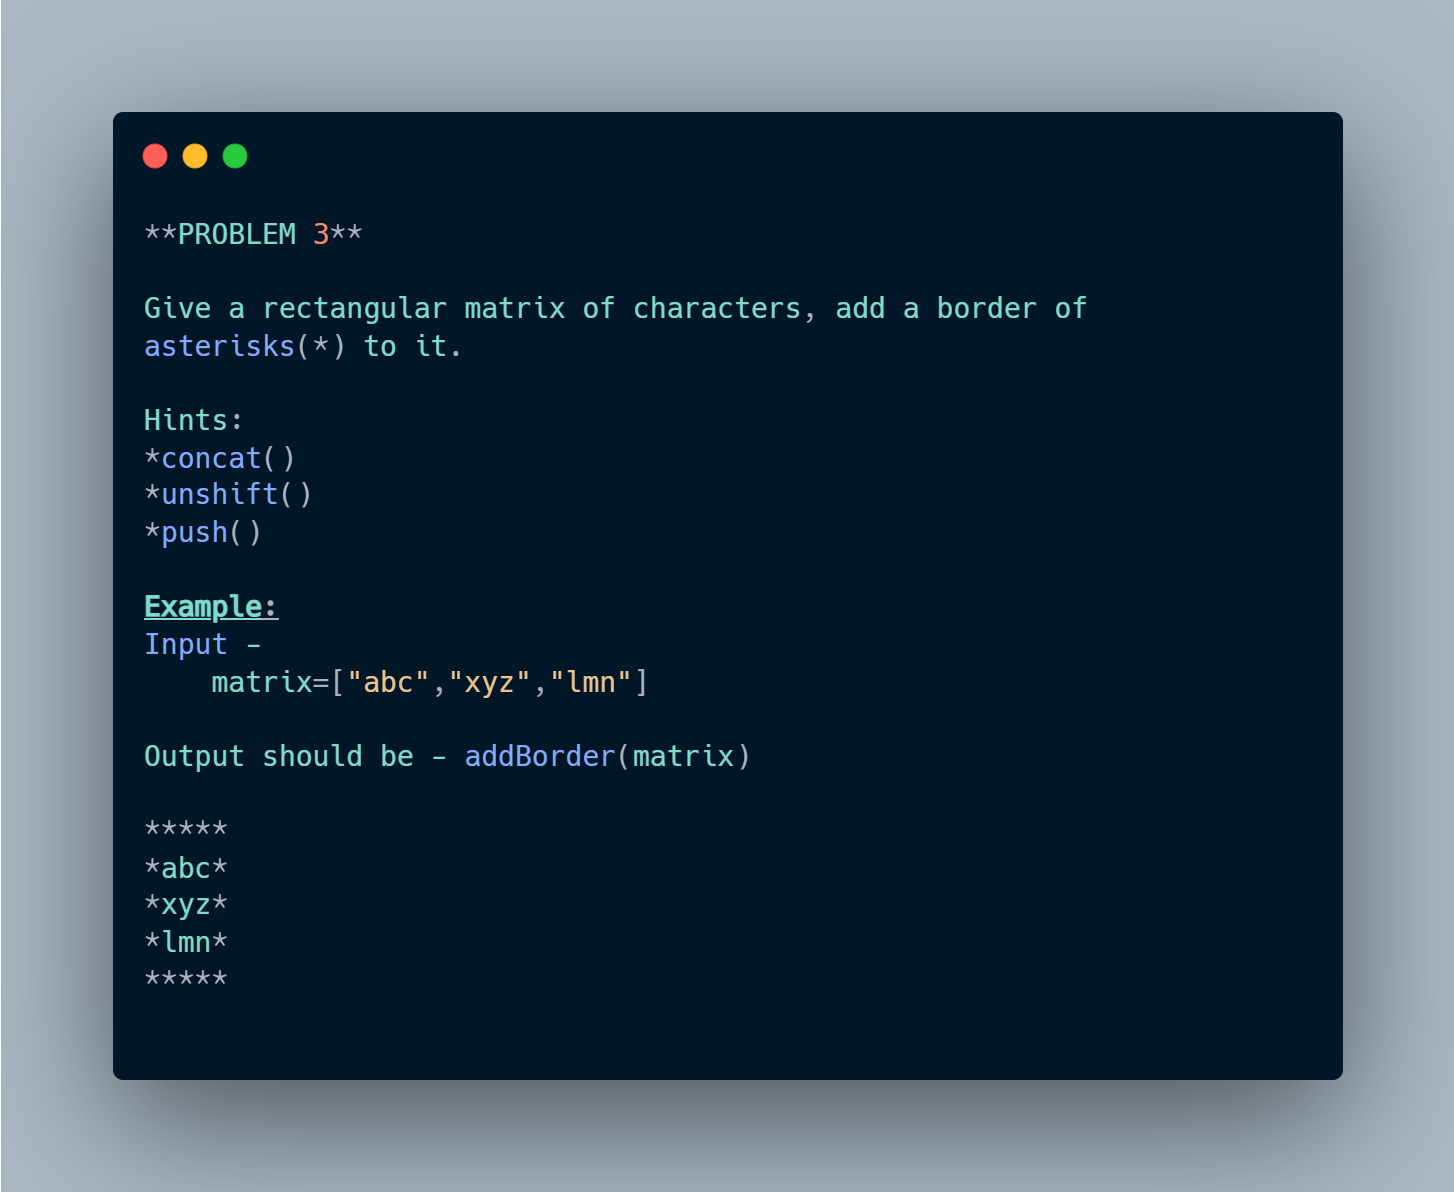 **PROBLEM 3**
Give a rectangular matrix of characters, add a border of
asterisks(*) to it.
Hints:
*concat()
*unshift()
*push()
Example:
Input -
matrix=["abc","xyz","lmn"]
Output should be - addBorder(matrix)
*****
*abc*
*xyz*
*lmn*
*****